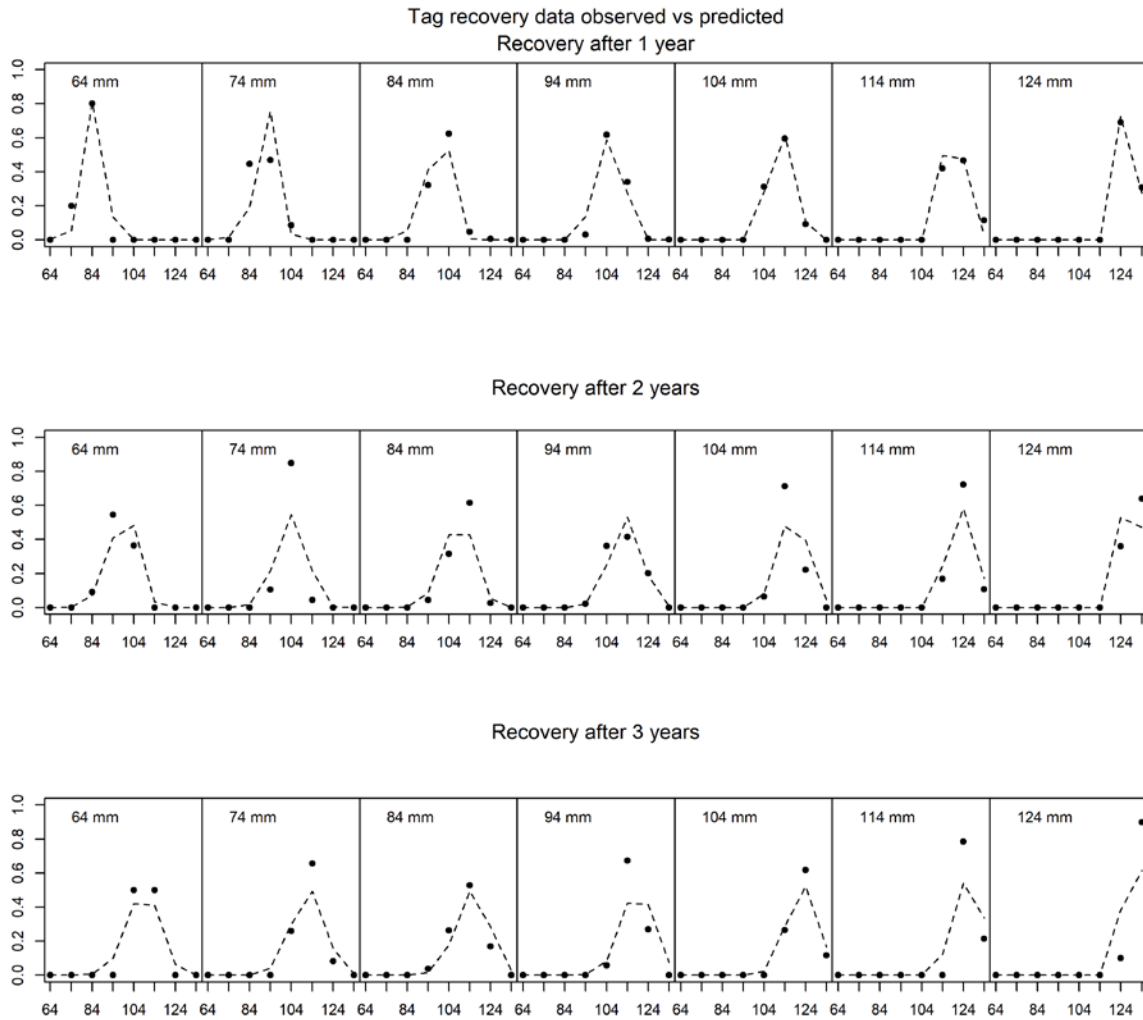 Tag recovery data observed vs predicted
Recovery after 1 year
64 mm 74 mm 84 mm 94 mm 104 mm 114 mm 124 mm
1.0
0.8
0.6
0.4
0.2
0.0
64 84 104 124 64 84 104 124 64 84 104 124 64 84 104 124 64 84 104 124 64 84 104 124 64 84 104 124
Recovery after 2 years
64 mm 74 mm 84 mm 94 mm 104 mm 114 mm 124 mm
1.0
0.8
0.6
0.4
0.2
0.0
64 84 104 124 64 84 104 124 64 84 104 124 64 84 104 124 64 84 104 124 64 84 104 124 64 84 104 124
Recovery after 3 years
64 mm 74 mm 84 mm 94 mm 104 mm 114 mm 124 mm
1.0
0.8
0.6
0.4
0.2
0.0
64 84 104 124 64 84 104 124 64 84 104 124 64 84 104 124 64 84 104 124 64 84 104 124 64 84 104 124